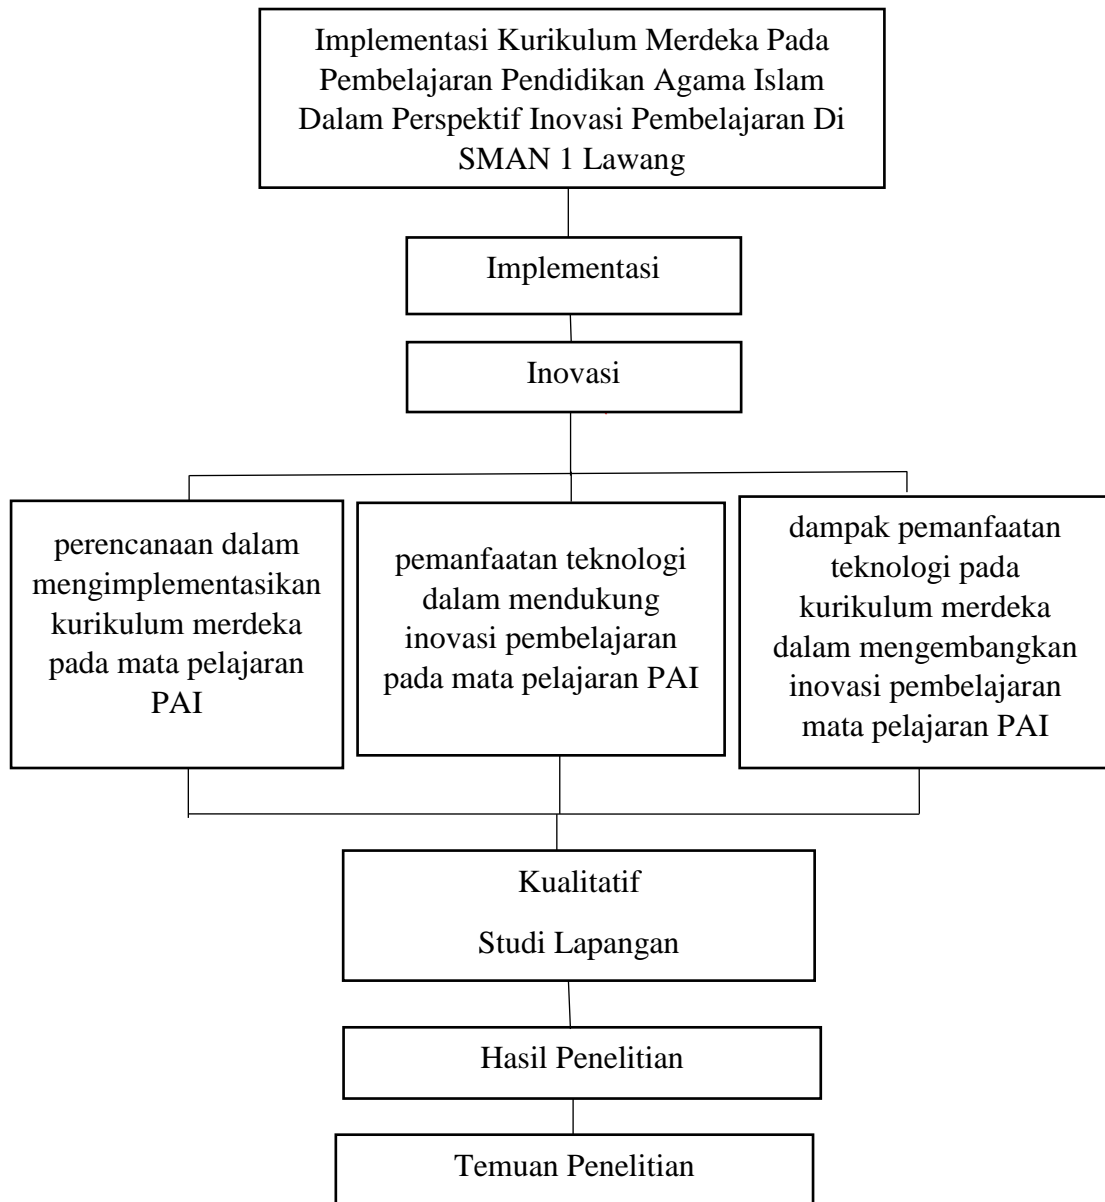 Implementasi Kurikulum Merdeka Pada
Pembelajaran Pendidikan Agama Islam
Dalam Perspektif Inovasi Pembelajaran Di
SMAN 1 Lawang
Implementasi
Inovasi
perencanaan dalam
mengimplementasikan
kurikulum merdeka
pada mata pelajaran
PAI
pemanfaatan teknologi
dalam mendukung
inovasi pembelajaran
pada mata pelajaran PAI
dampak pemanfaatan
teknologi pada
kurikulum merdeka
dalam mengembangkan
inovasi pembelajaran
mata pelajaran PAI
Kualitatif
Studi Lapangan
Hasil Penelitian
Temuan Penelitian